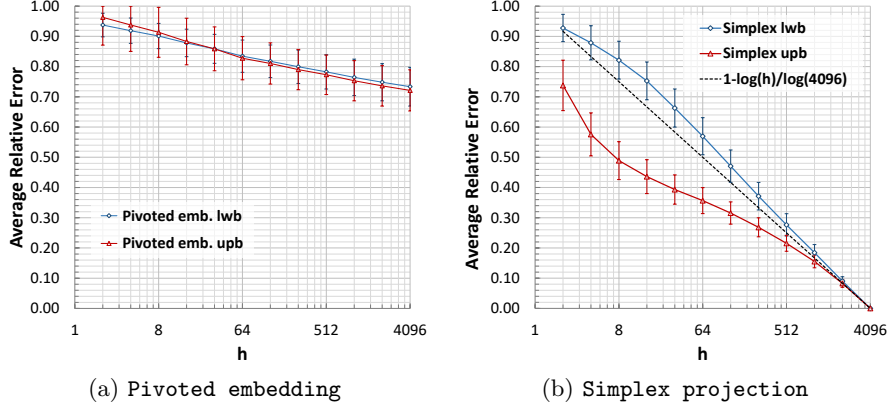 Average Relative Error
1.00
0.90
0.80
0.70
0.60
0.50
0.40
0.30
0.20
0.10
0.00
Pivoted emb. lwb
Pivoted emb. upb
1 8 64 512 4096
h
(a) Pivoted embedding
Average Relative Error
1.00
0.90
0.80
0.70
0.60
0.50
0.40
0.30
0.20
0.10
0.00
Simplex lwb
Simplex upb
1-log(h)/log(4096)
1 8 64 512 4096
h
(b) Simplex projection